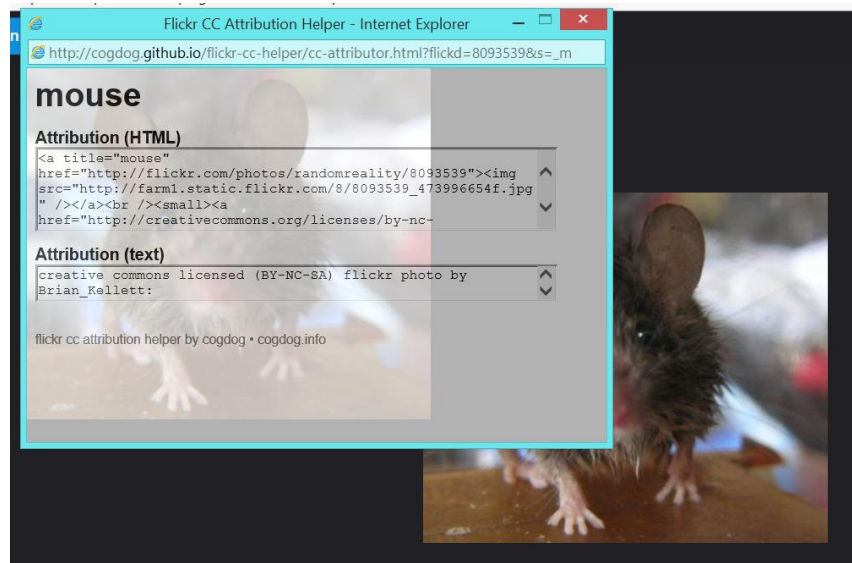 n
Flickr CC Attribution Helper - Internet Explorer
http://cogdog.github.io/flickr-cc-helper/cc-attributor.html?flickd=8093539&s=_m
mouse
Attribution (HTML)
<a title="mouse"
href="http://flickr.com/photos/randomreality/8093539"><img
src="http://farm1.static.flickr.com/8/8093539_473996654f.jpg
" /></a><br /><small><a
href="http://creativecommons.org/licenses/by-nc-
Attribution (text)
creative commons licensed (BY-NC-SA) flickr photo by
Brian_Kellett:
flickr cc attribution helper by cogdog • cogdog.info